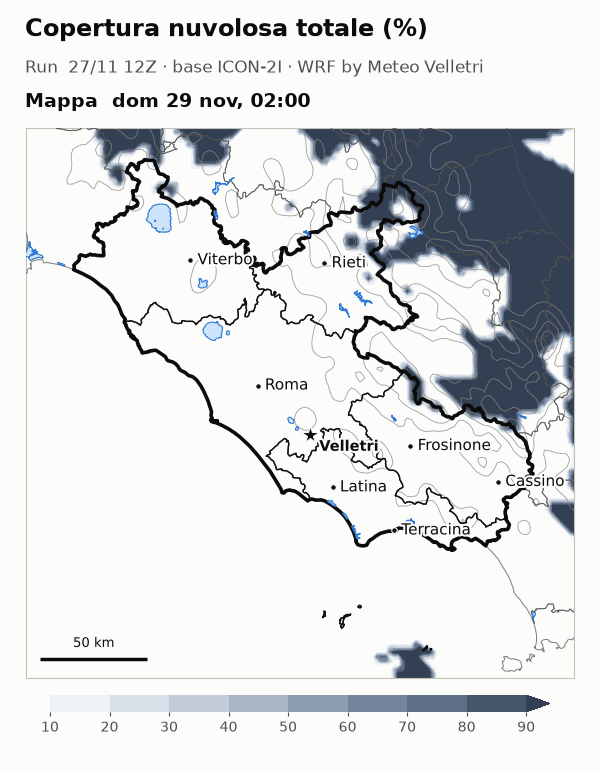 Copertura nuvolosa totale (%)
Run 27/11 12Z · base ICON-2I · WRF by Meteo Velletri
Mappa dom 29 nov, 02:00
Viterbo
Rieti
Roma
Velletri
Frosinone
Latina
Cassino
Terracina
50 km
10 20 30 40 50 60 70 80 90